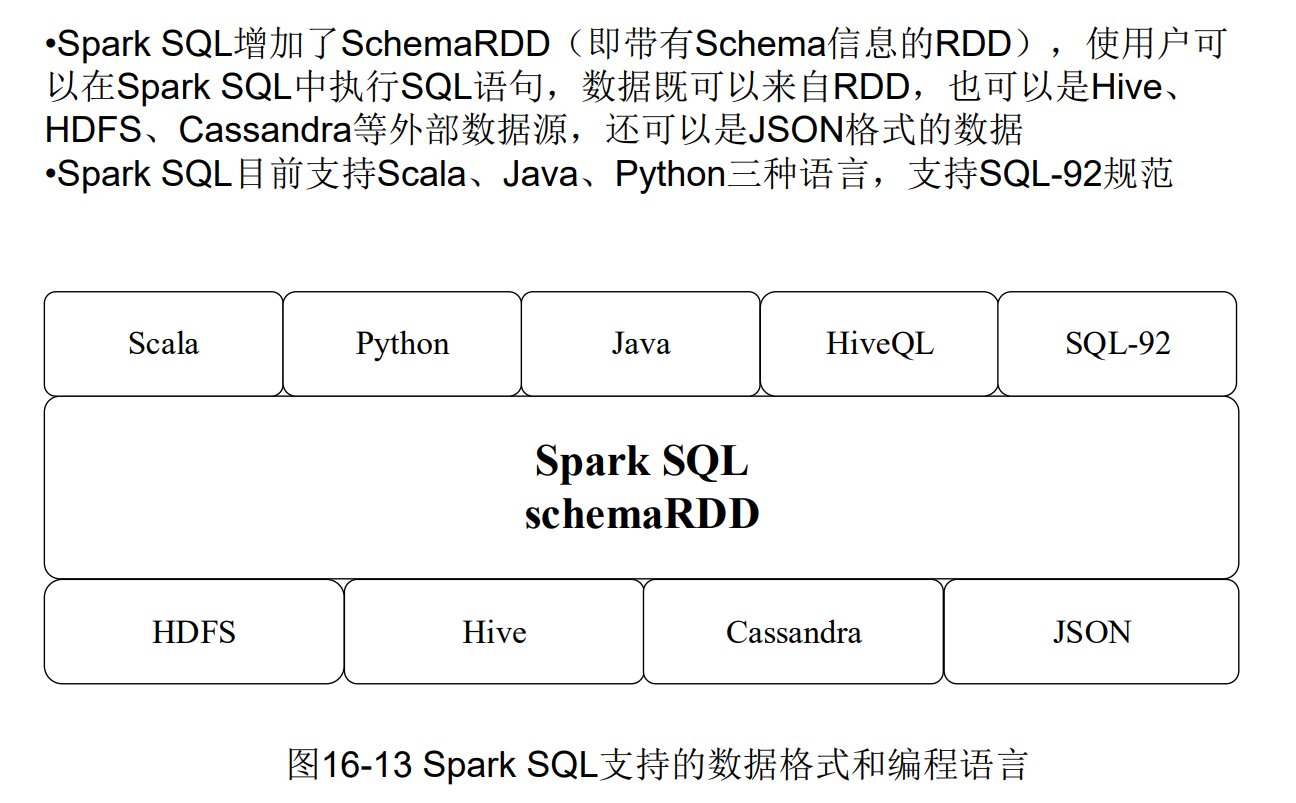 •Spark SQL增加了SchemaRDD（即带有Schema信息的RDD），使用户可
以在Spark SQL中执行SQL语句，数据既可以来自RDD，也可以是Hive、
HDFS、Cassandra等外部数据源，还可以是JSON格式的数据
•Spark SQL目前支持Scala、Java、Python三种语言，支持SQL-92规范
Scala
Python
Java
HiveQL
SQL-92
Spark SQL
schemaRDD
HDFS
Hive
Cassandra
JSON
图16-13 Spark SQL支持的数据格式和编程语言